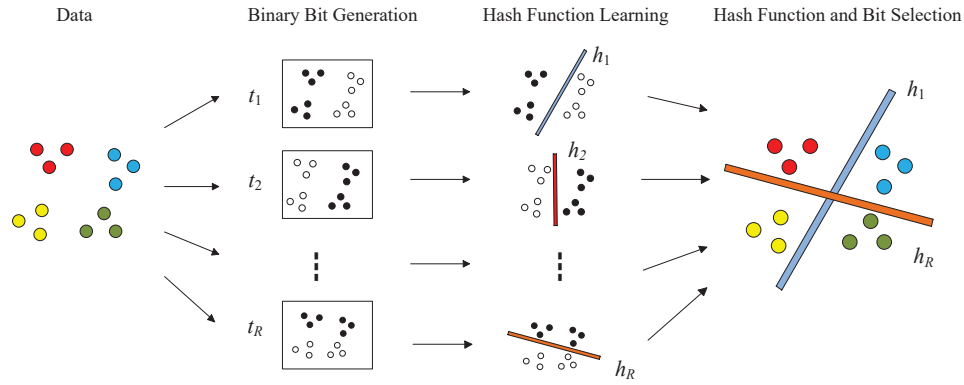 Data
Binary Bit Generation
Hash Function Learning
Hash Function and Bit Selection
t1
h1
h1
t2
h2
hR
tR
hR